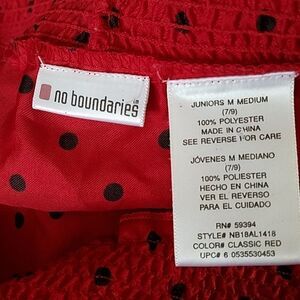 no boundaries
JUNIORS M MEDIUM
(7/9)
100% POLYESTER
MADE IN CHINA
SEE REVERSE FOR CARE
JÓVENES M MEDIANO
(7/9)
100% POLIESTER
HECHO EN CHINA
VER EL REVERSO
PARA EL CUIDADO
RN# 59394
STYLE# NB18AL1418
COLOR# CLASSIC RED
UPC# 6 0535530453